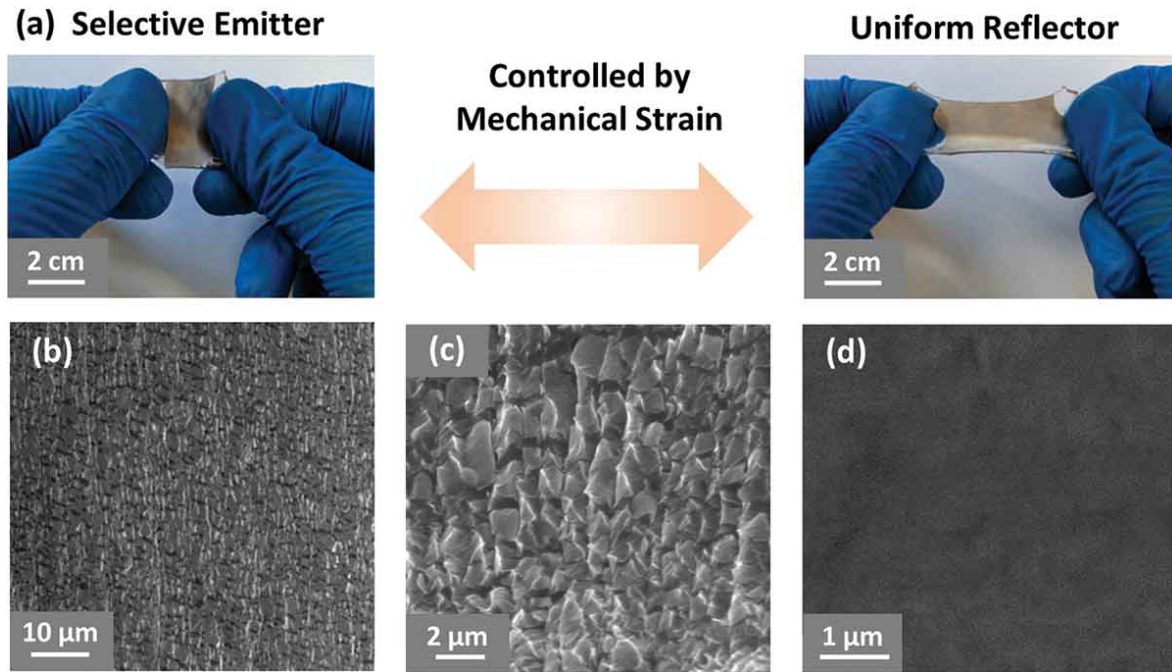 (a) Selective Emitter
Uniform Reflector
Controlled by
Mechanical Strain
2 cm
2 cm
(b)
(c)
(d)
10 µm
2 µm
1 µm